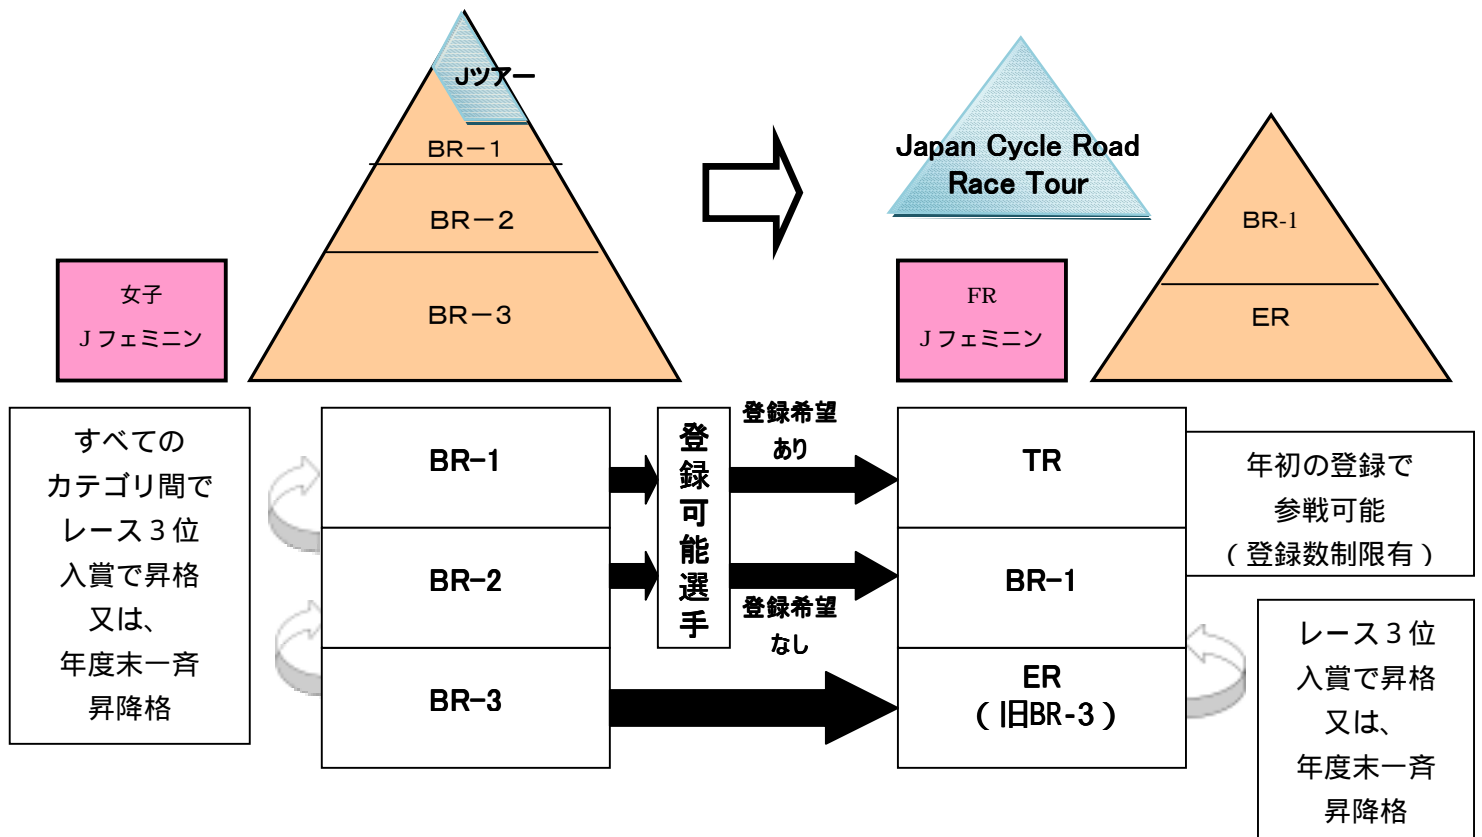 Jツアー
BR-1
BR-2
BR-3
女子
Jフェミニン
Japan Cycle Road
Race Tour
BR-1
ER
FR
Jフェミニン
すべての
カテゴリ間で
レース3位
入賞で昇格
又は、
年度末一斉
昇降格
BR-1
BR-2
BR-3
登録可能選手
登録希望
あり
登録希望
なし
TR
BR-1
ER
(旧BR-3)
年初の登録で
参戦可能
(登録数制限有)
レース3位
入賞で昇格
又は、
年度末一斉
昇降格